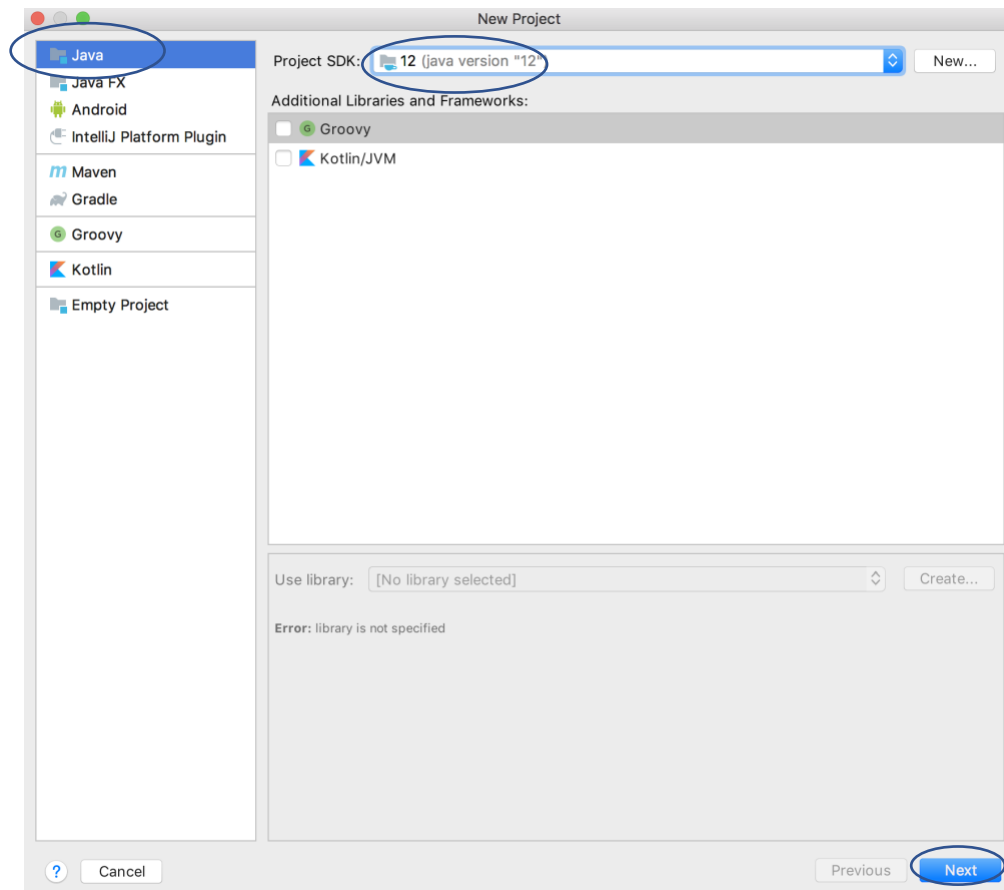 New Project
Java
Java FX
Android
IntelliJ Platform Plugin
Maven
Gradle
Groovy
Kotlin
Empty Project
Project SDK: 12 (java version "12" New...
Additional Libraries and Frameworks:
G Groovy
Kotlin/JVM
Use library: [No library selected] Create...
Error: library is not specified
? Cancel Previous Next